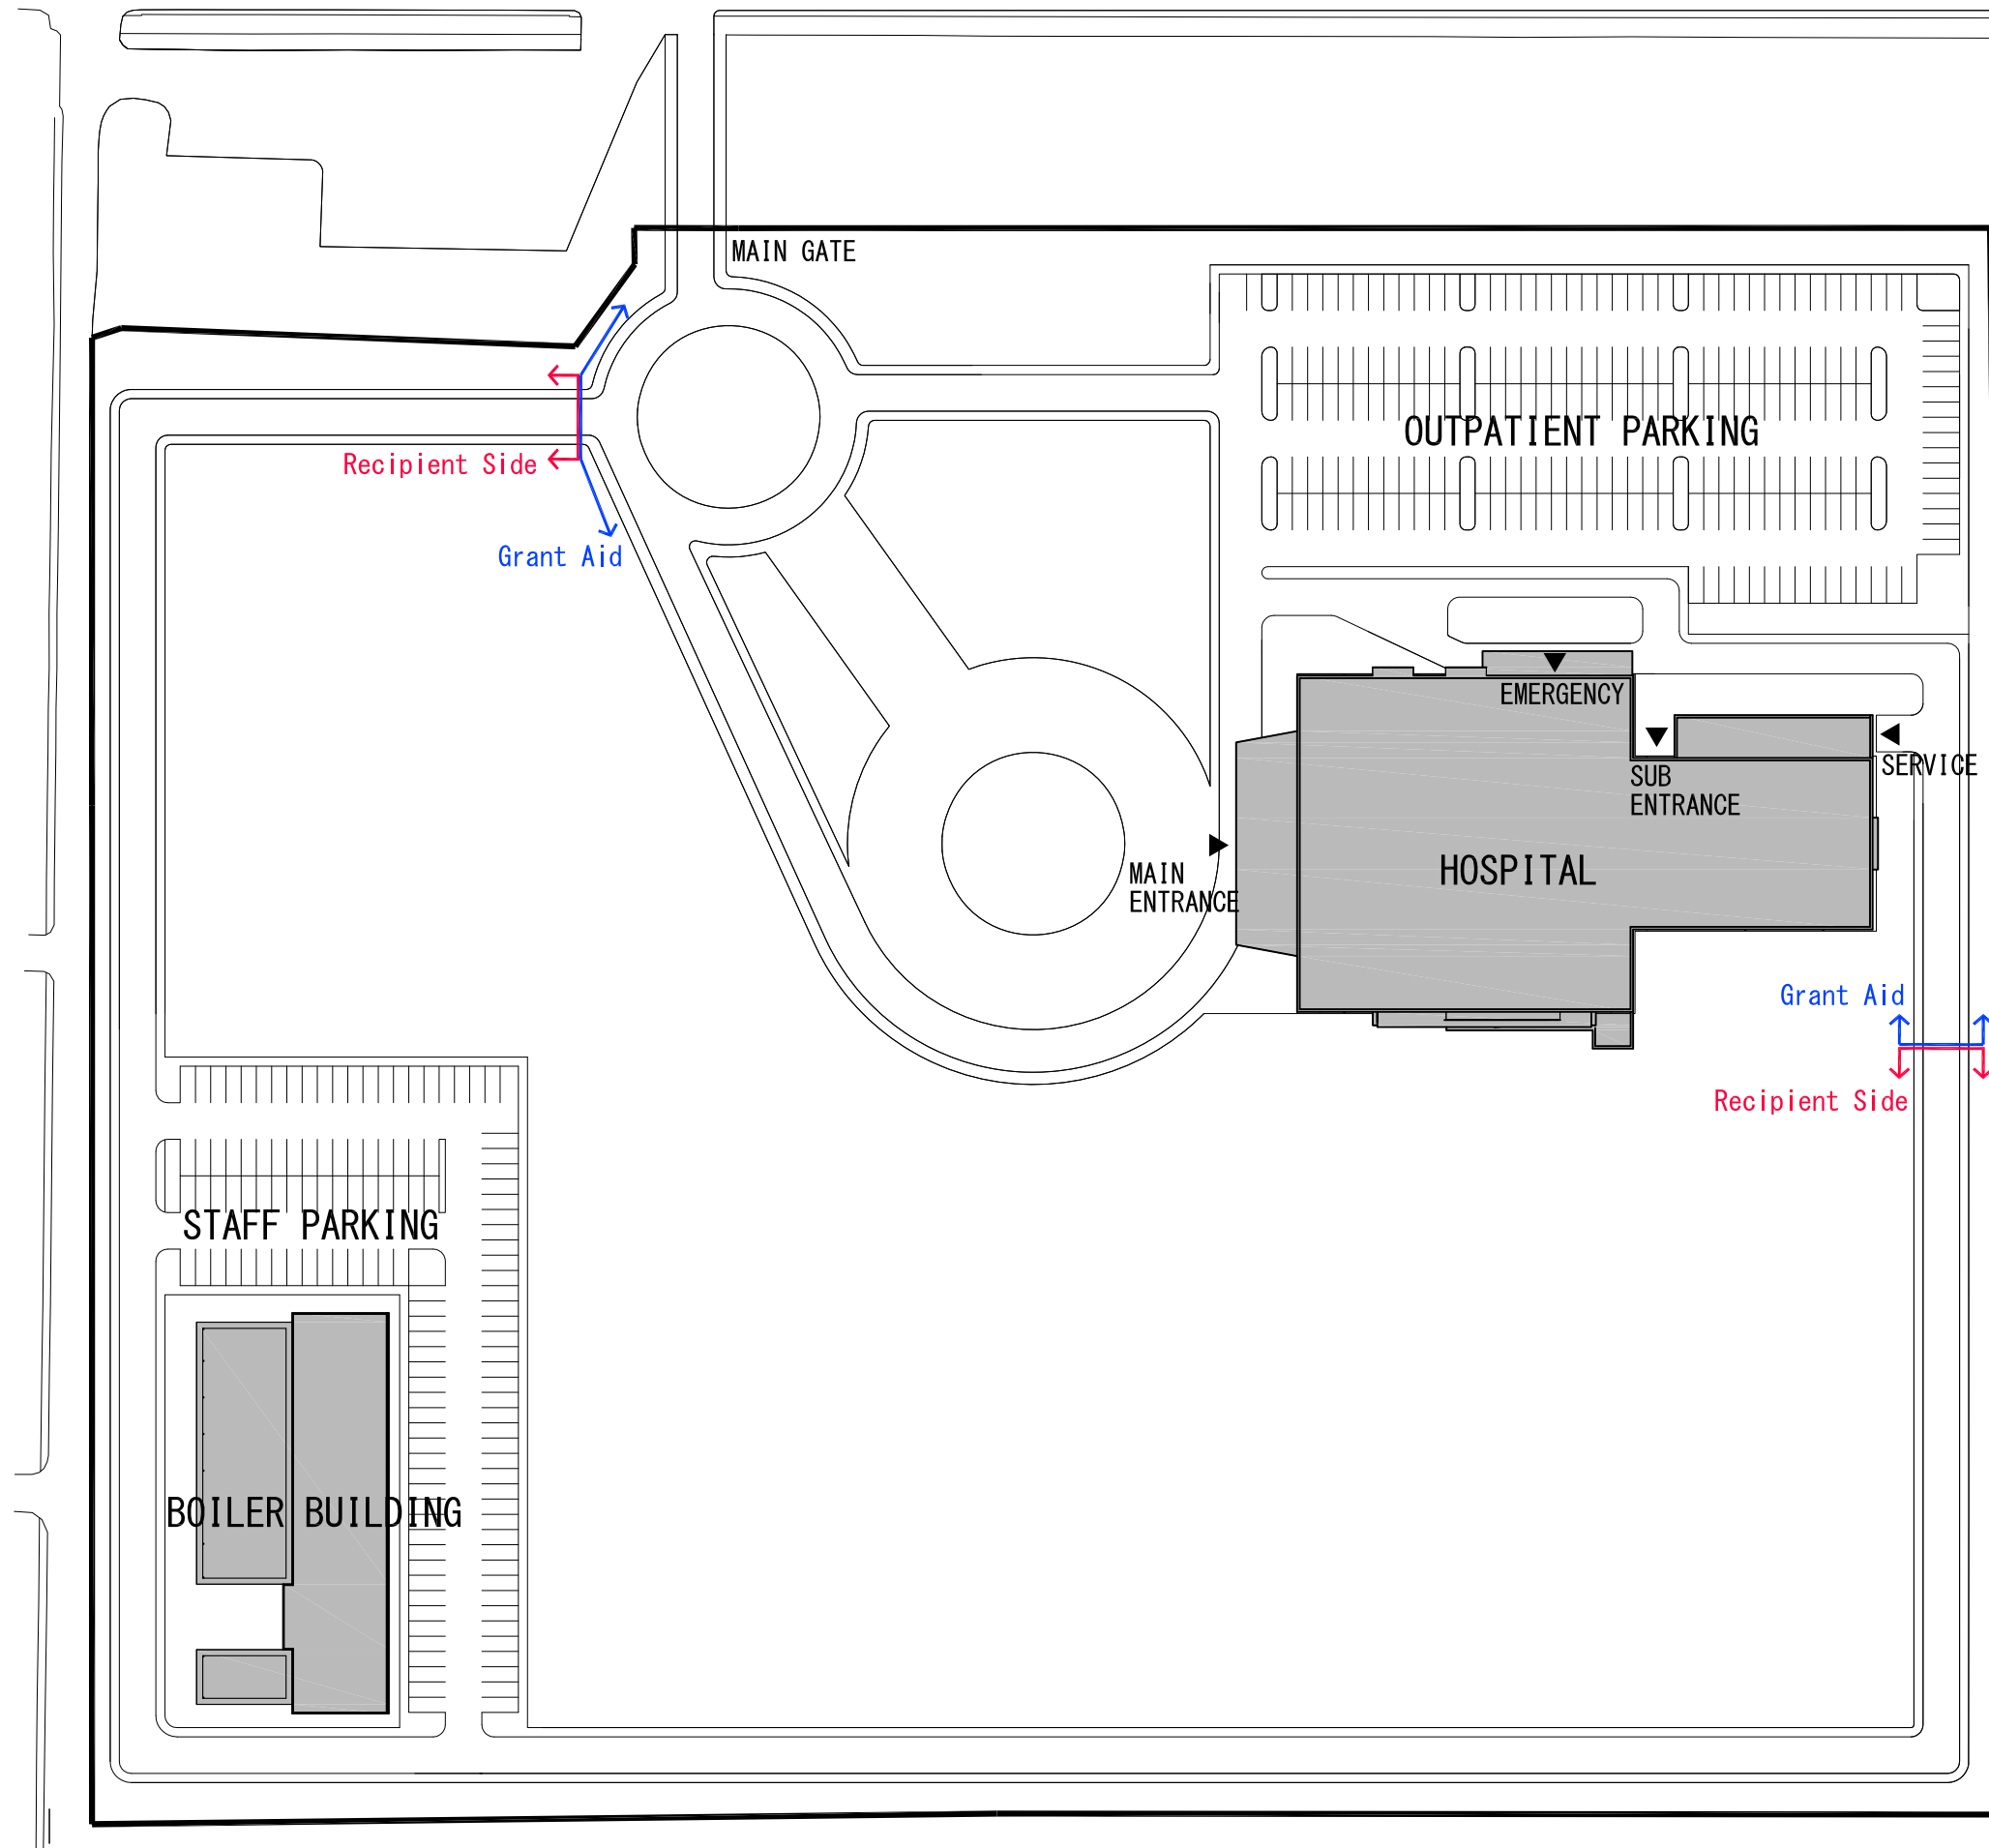 MAIN GATE
OUTPATIENT PARKING
Recipient Side
Grant Aid
EMERGENCY
SUB
ENTRANCE
SERVICE
MAIN
ENTRANCE
HOSPITAL
Grant Aid
Recipient Side
STAFF PARKING
BOILER BUILDING